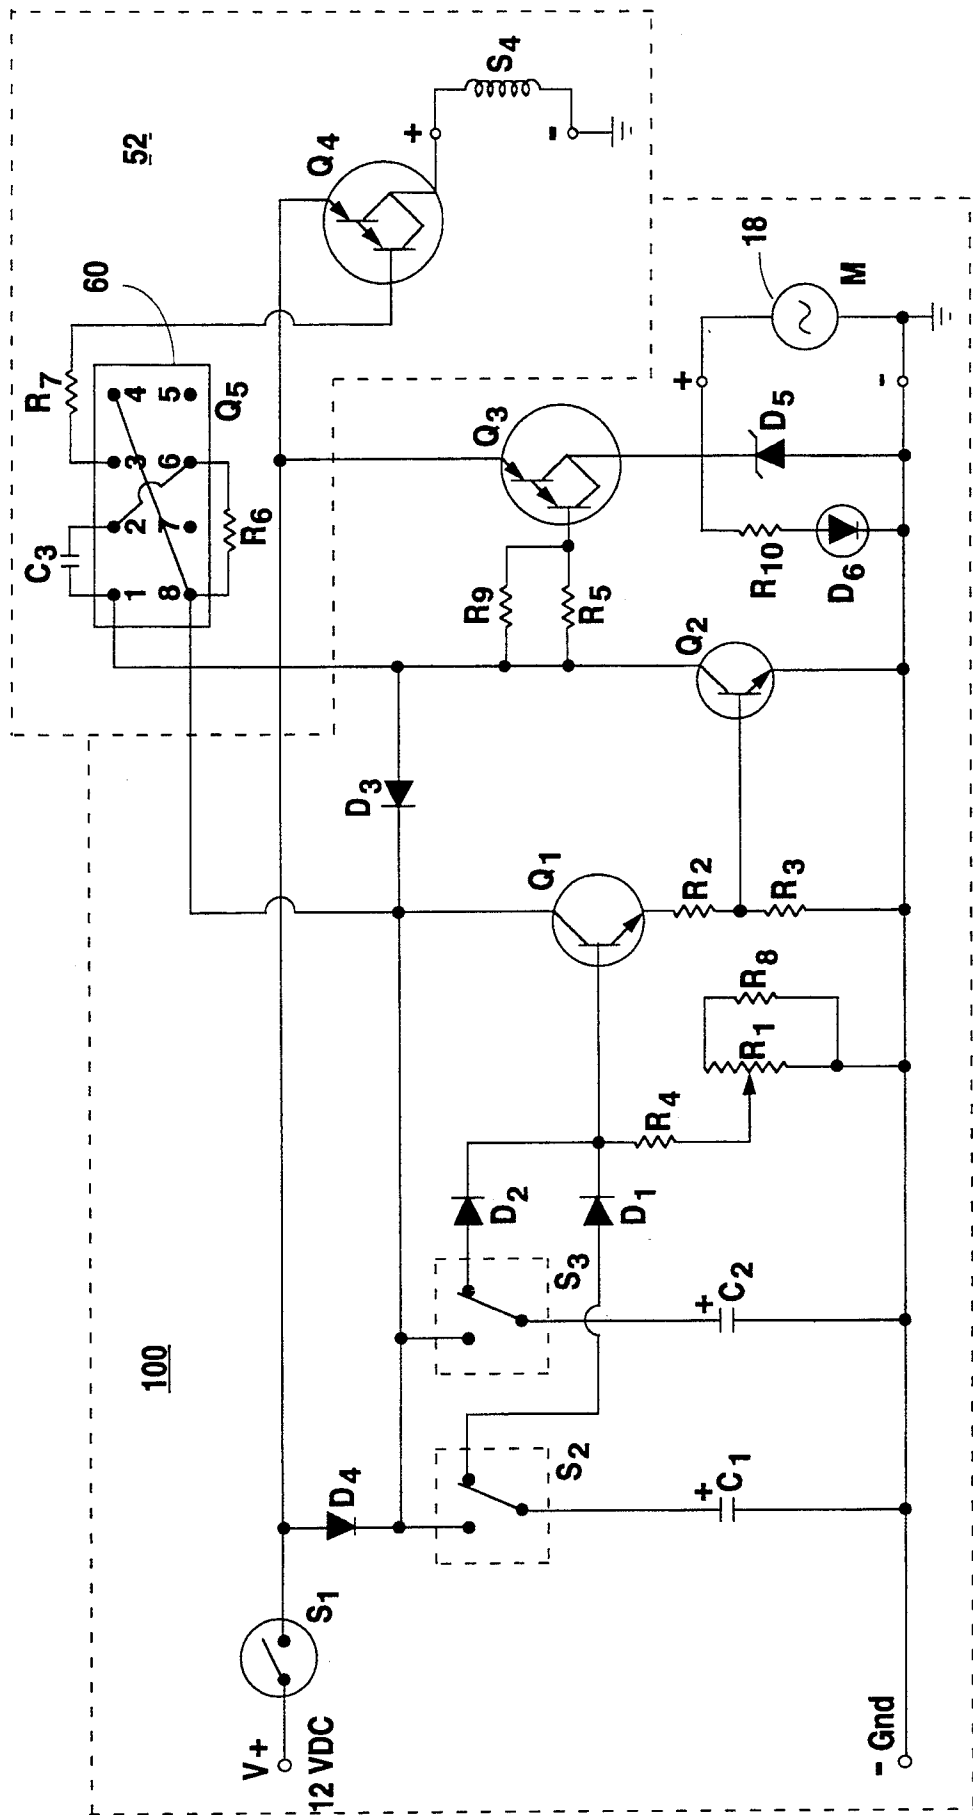 C3
R7
60
1 2 3 4
52
100
8 7 6 5
Q5
R6
V+
12 VDC
S1
Q4
D4
D3
+
R9
Q3
S4
D2
Q1
-
S2
S3
R5
D1
R4
+
Q2
R2
+
C1
+
C2
R1
R8
18
R10
D5
R3
D6
M
- Gnd
-